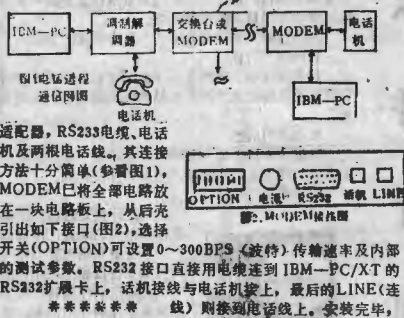 IBM—PC
调制解
调器
交换台或
MODEM
MODEM
电话
机
电话机
IBM—PC
图1电话进程
通信网图
适配器，RS233电缆、电话
机及两根电话线。其连接
方法十分简单(参看图1)，
MODEM已将全部电路放
在一块电路板上，从后壳
引出如下接口(图2)，选择
OPTION 电源 RS232 话机 LINE
图2.MODEM接口图
开关(OPTION)可设置0～300BPS(波特)传输速率及内部
的测试参数。RS232接口直接用电缆连到IBM—PC/XT的
RS232扩展卡上，话机接线与电话机接上，最后的LINE(连
＊＊＊＊＊＊ 线)则接到电话线上。安装完毕，